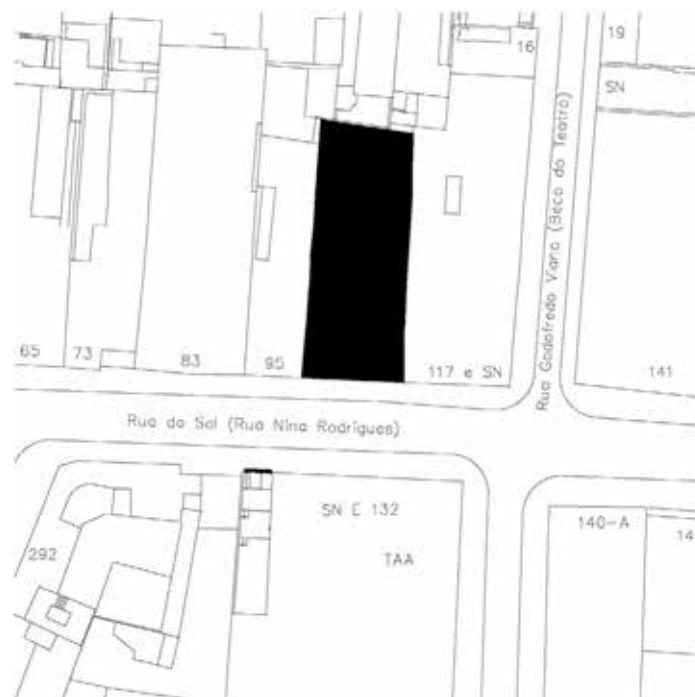 16
19
SN
Rua Godofredo Viana (Beco do Teatro)
65
73
83
95
117 e SN
141
Rua do Sol (Rua Nina Rodrigues)
SN E 132
140-A
14
292
TAA